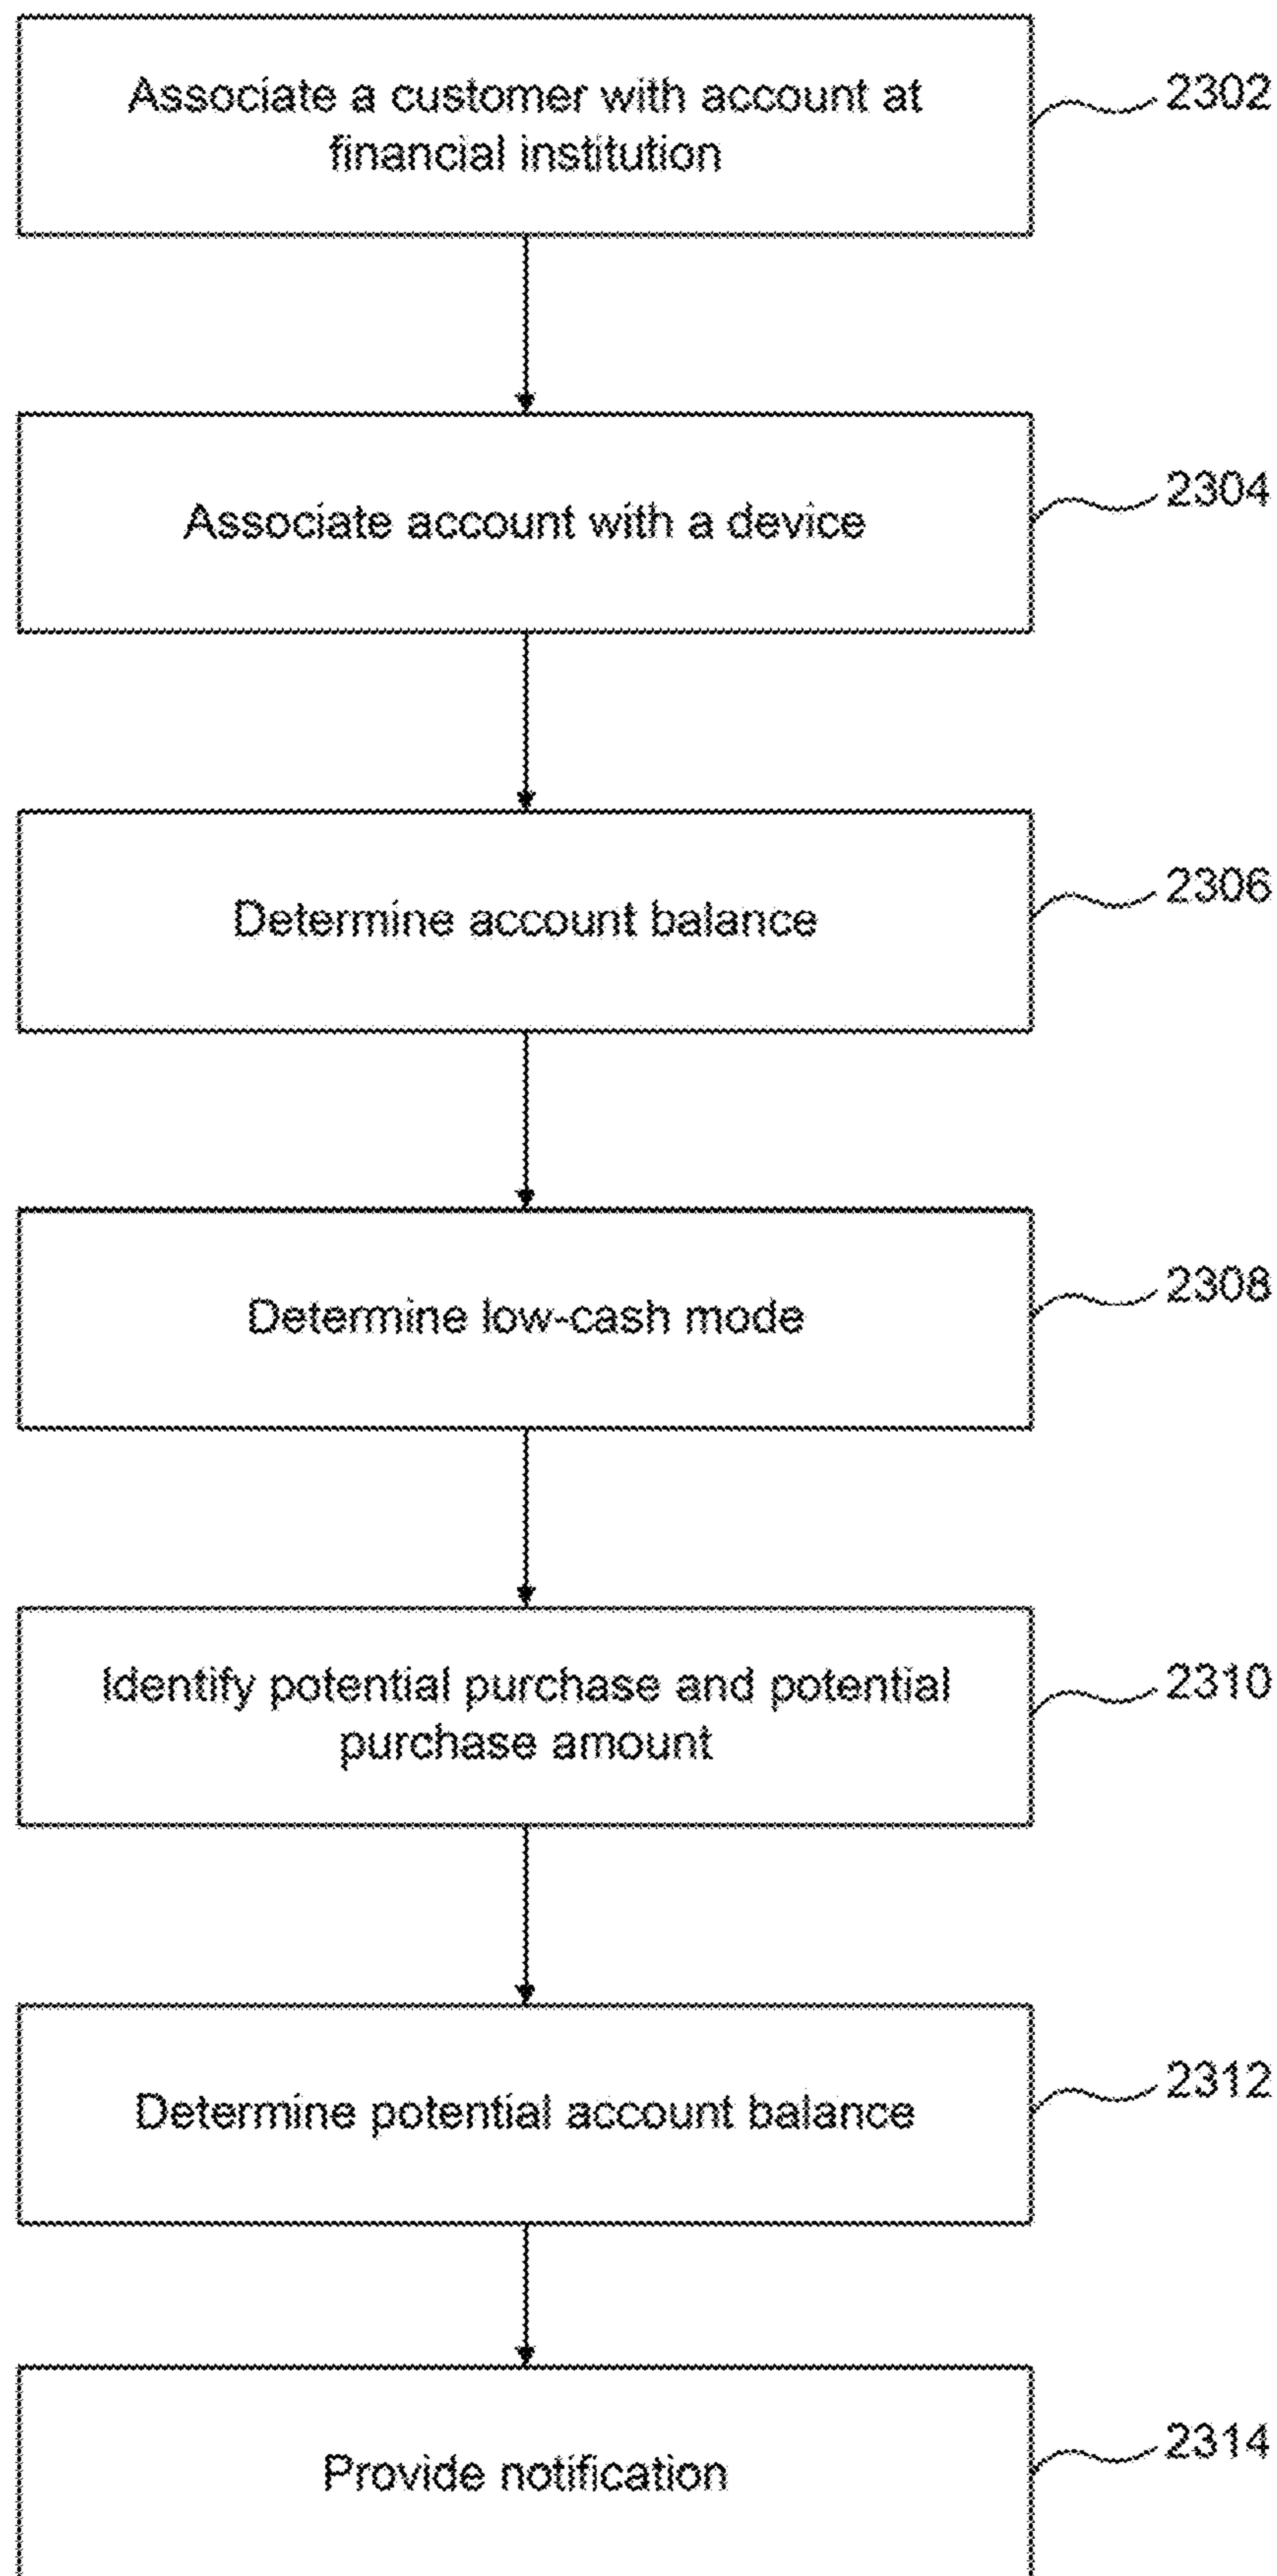 Associate a customer with account at
financial institution
2302
Associate account with a device
2304
Determine account balance
2306
Determine low-cash mode
2308
Identify potential purchase and potential
purchase amount
2310
Determine potential account balance
2312
Provide notification
2314